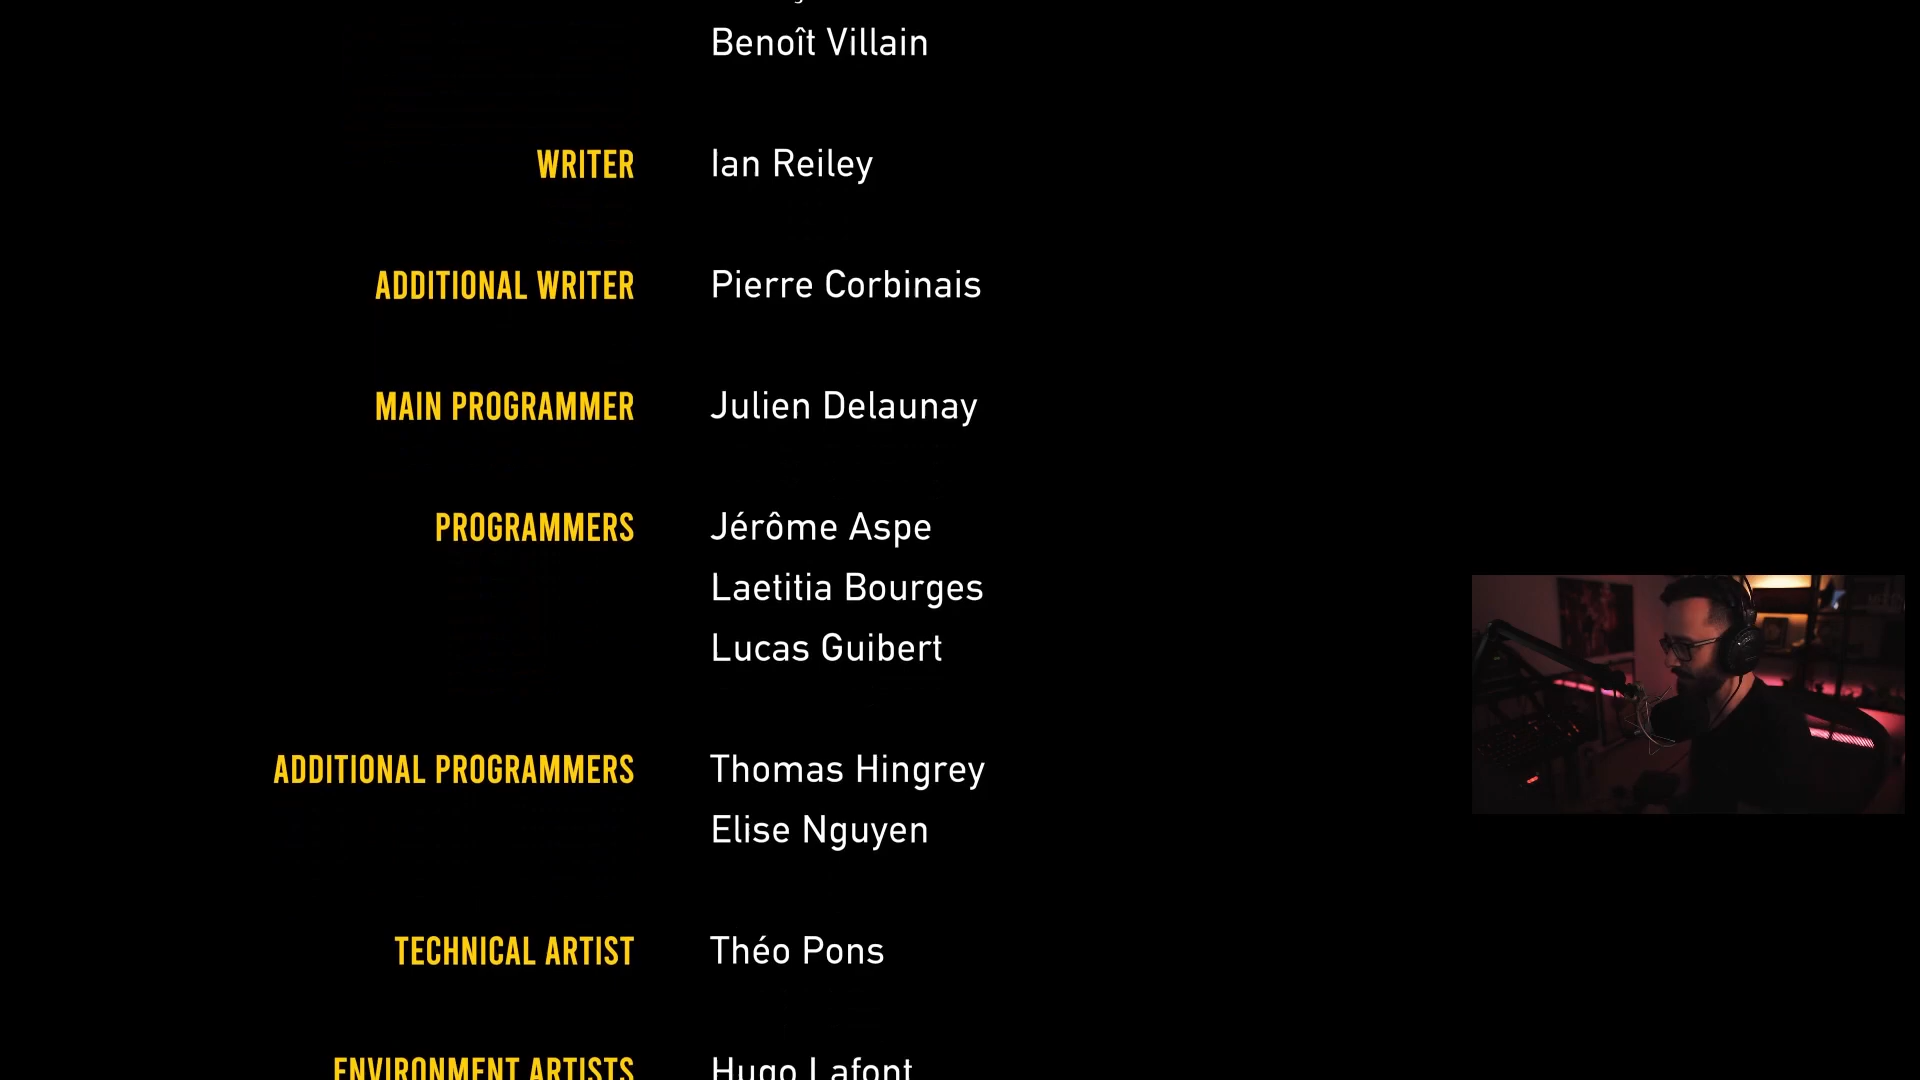 Benoît Villain
WRITER Ian Reiley
ADDITIONAL WRITER Pierre Corbinais
MAIN PROGRAMMER Julien Delaunay
PROGRAMMERS Jérôme Aspe
Laetitia Bourges
Lucas Guibert
ADDITIONAL PROGRAMMERS Thomas Hingrey
Elise Nguyen
TECHNICAL ARTIST Théo Pons
ENVIRONMENT ARTISTS Hugo Lafont